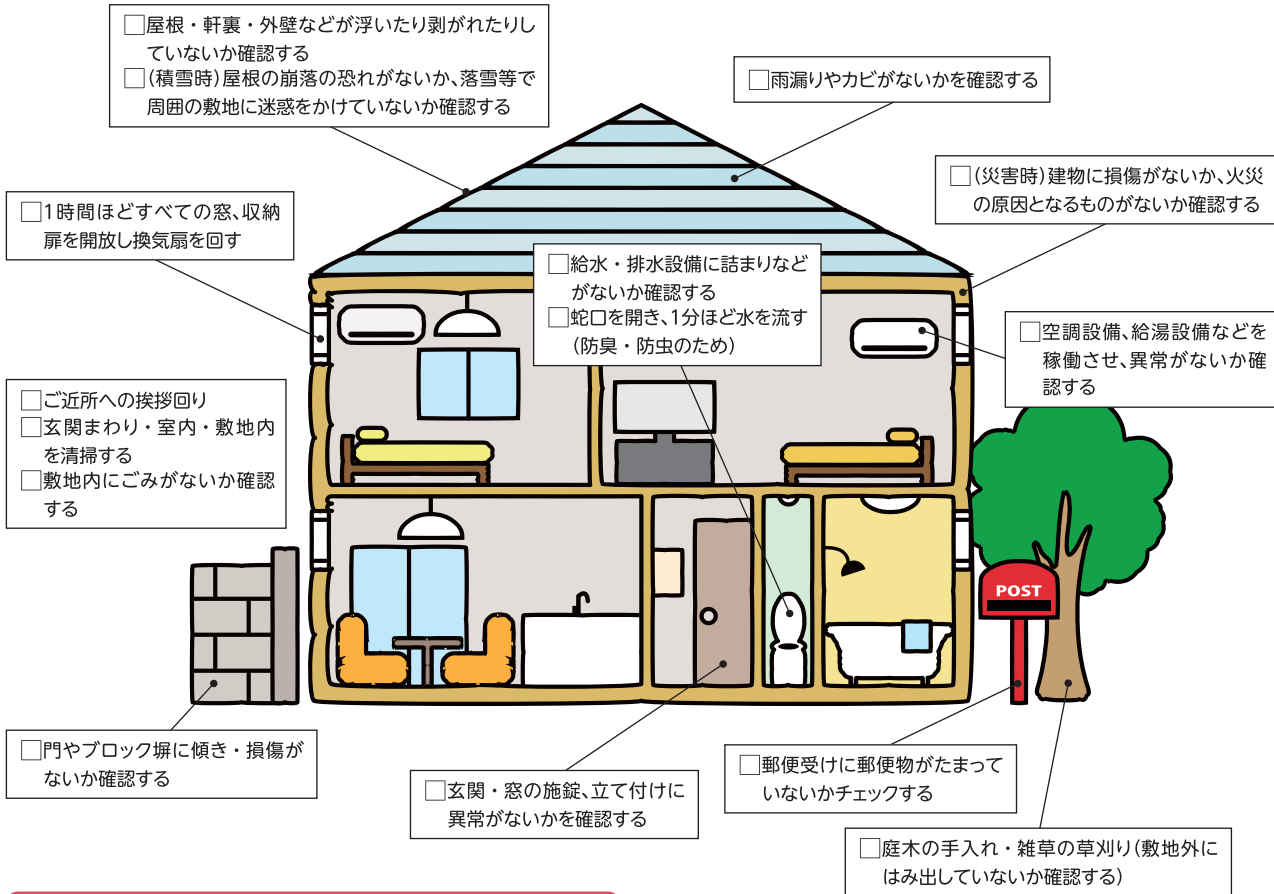 □屋根・軒裏・外壁などが浮いたり剥がれたりし
ていないか確認する
□(積雪時)屋根の崩落の恐れがないか、落雪等で
周囲の敷地に迷惑をかけていないか確認する
□雨漏りやカビがないかを確認する
□(災害時)建物に損傷がないか、火災
の原因となるものがないか確認する
□1時間ほどすべての窓、収納
扉を開放し換気扇を回す
□給水・排水設備に詰まりなど
がないか確認する
□蛇口を開き、1分ほど水を流す
(防臭・防虫のため)
□空調設備、給湯設備などを
稼働させ、異常がないか確
認する
□ご近所への挨拶回り
□玄関まわり・室内・敷地内
を清掃する
□敷地内にごみがないか確認
する
POST
□門やブロック塀に傾き・損傷が
ないか確認する
□玄関・窓の施錠、立て付けに
異常がないかを確認する
□郵便受けに郵便物がたまって
いないかチェックする
□庭木の手入れ・雑草の草刈り(敷地外に
はみ出していないか確認する)